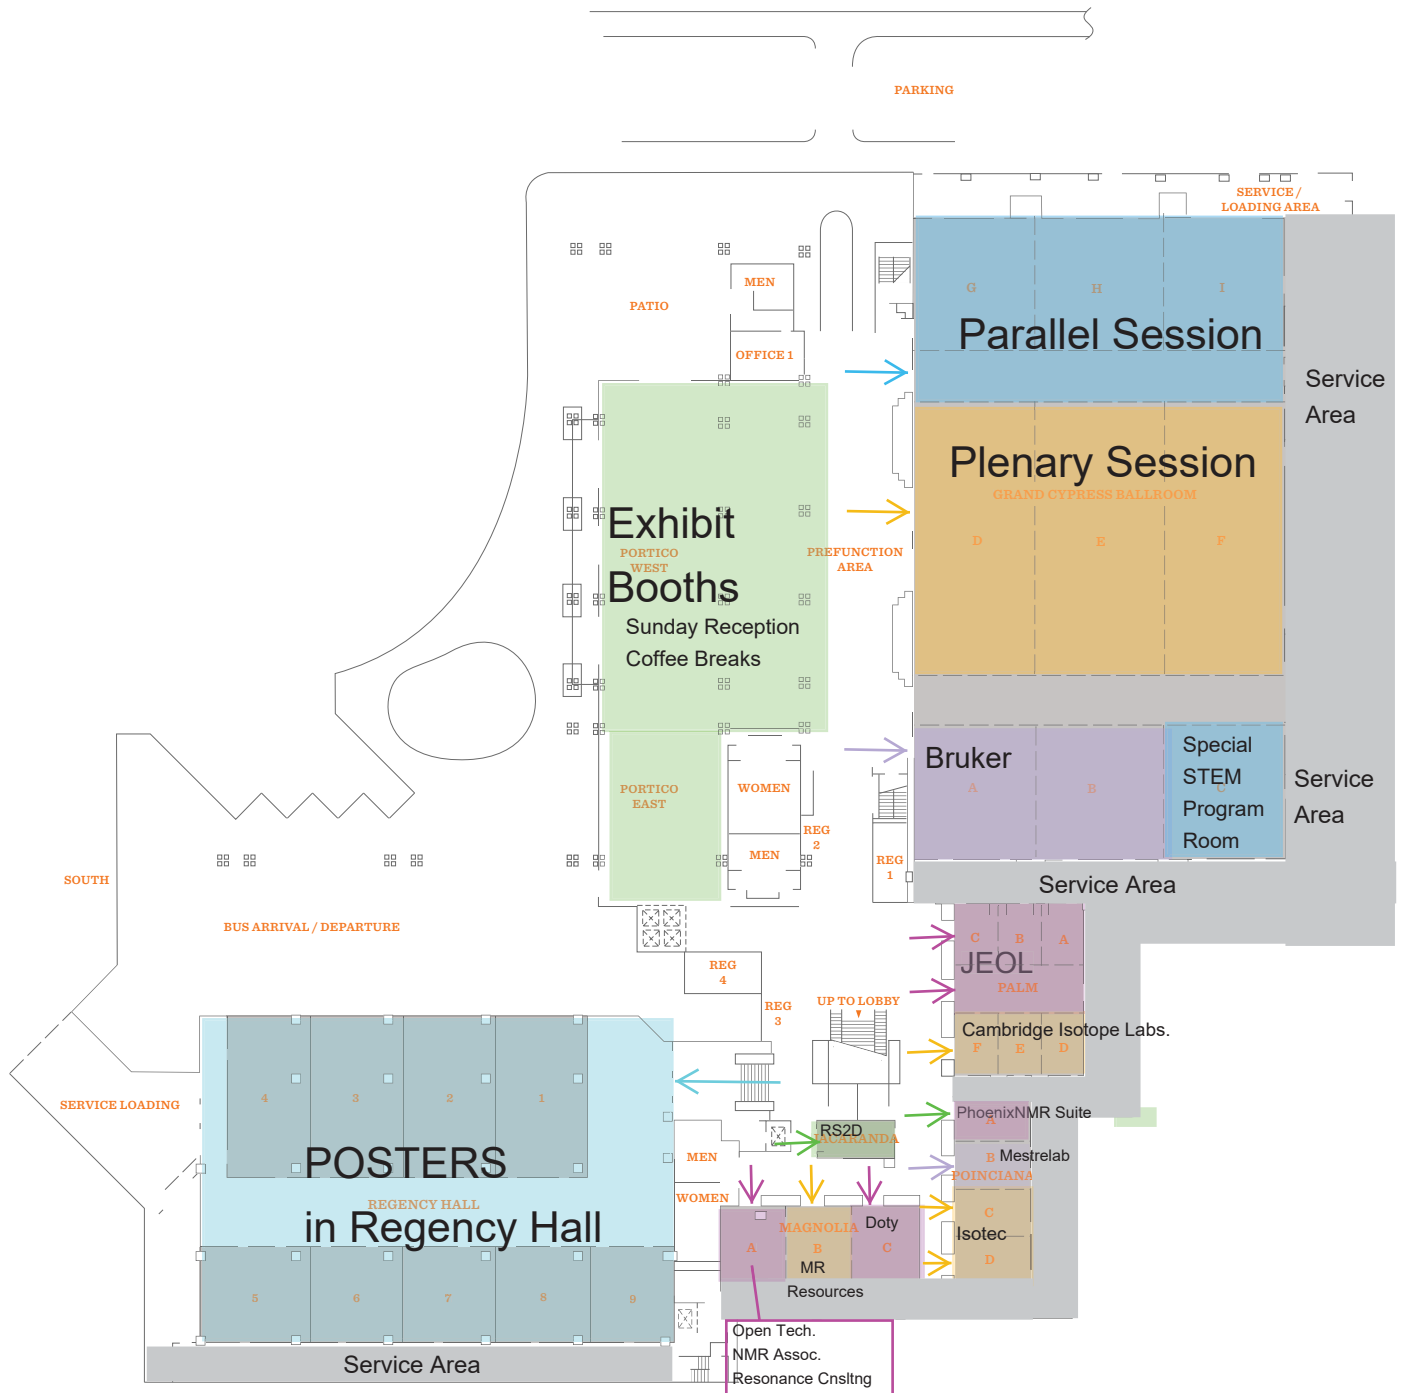 PARKING
SERVICE /
LOADING AREA
MEN
PATIO
OFFICE 1
G
H
I
Parallel Session
Service
Area
Plenary Session
GRAND CYPRESS BALLROOM
D
E
F
Exhibit
PORTICO
WEST
Booths
PREFUNCTION
AREA
Sunday Reception
Coffee Breaks
Bruker
A
B
Special
STEM
Program
Room
Service
Area
PORTICO
EAST
WOMEN
REG
2
MEN
REG
1
SOUTH
Service Area
BUS ARRIVAL / DEPARTURE
C
B
A
JEOL
PALM
REG
4
REG
3
UP TO LOBBY
Cambridge Isotope Labs.
F
E
D
SERVICE LOADING
4
3
2
1
PhoenixNMR Suite
A
RS2D
JACARANDA
B
Mestrelab
POINCIANA
POSTERS
MEN
WOMEN
REGENCY HALL
in Regency Hall
MAGNOLIA
Doty
A
B
C
MR
Resources
C
Isotec
D
5
6
7
8
9
Open Tech.
NMR Assoc.
Resonance Cnsltng
Service Area